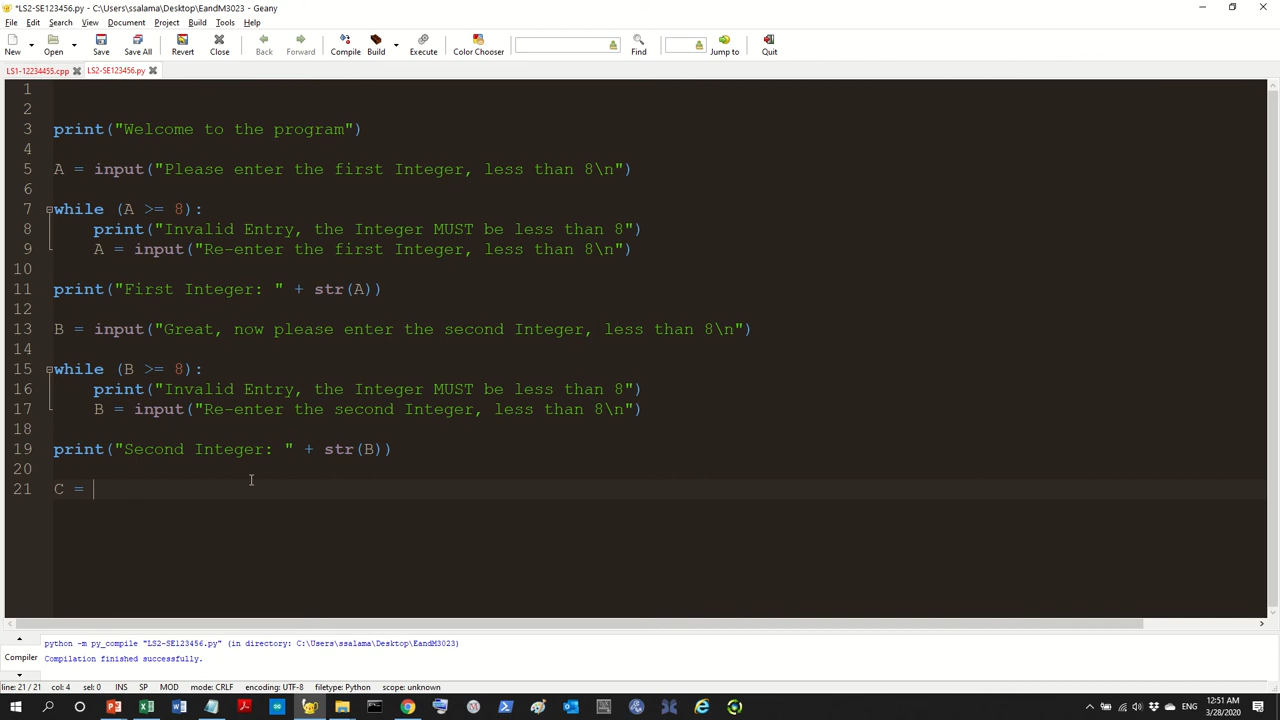 *LS2-SE123456.py - C:\Users\ssalama\Desktop\EandM3023 - Geany
File Edit Search View Document Project Build Tools Help
New Open Save Save All Revert Close Back Forward Compile Build Execute Color Chooser Find Jump to Quit
LS1-12234455.cpp LS2-SE123456.py
1
2
3 print("Welcome to the program")
4
5 A = input("Please enter the first Integer, less than 8\n")
6
7 while (A >= 8):
8 print("Invalid Entry, the Integer MUST be less than 8")
9 A = input("Re-enter the first Integer, less than 8\n")
10
11 print("First Integer: " + str(A))
12
13 B = input("Great, now please enter the second Integer, less than 8\n")
14
15 while (B >= 8):
16 print("Invalid Entry, the Integer MUST be less than 8")
17 B = input("Re-enter the second Integer, less than 8\n")
18
19 print("Second Integer: " + str(B))
20
21 C =
python -m py_compile "LS2-SE123456.py" (in directory: C:\Users\ssalama\Desktop\EandM3023)
Compiler Compilation finished successfully.
line: 21 / 21 col: 4 sel: 0 INS SP MOD mode: CRLF encoding: UTF-8 filetype: Python scope: unknown
ENG 12:51 AM
3/28/2020